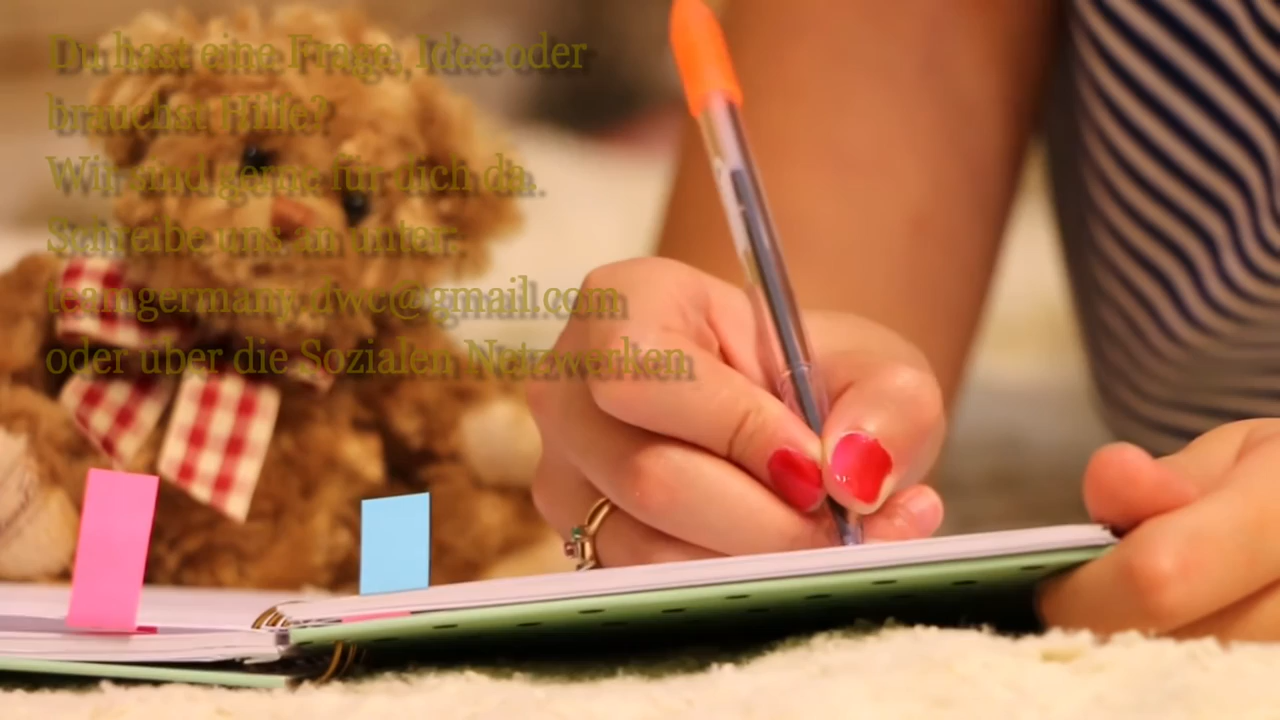 Du hast eine Frage, Idee oder
brauchst Hilfe?
Wir sind gerne für dich da.
Schreibe uns an unter:
teamgermany.dwc@gmail.com
oder über die Sozialen Netzwerken